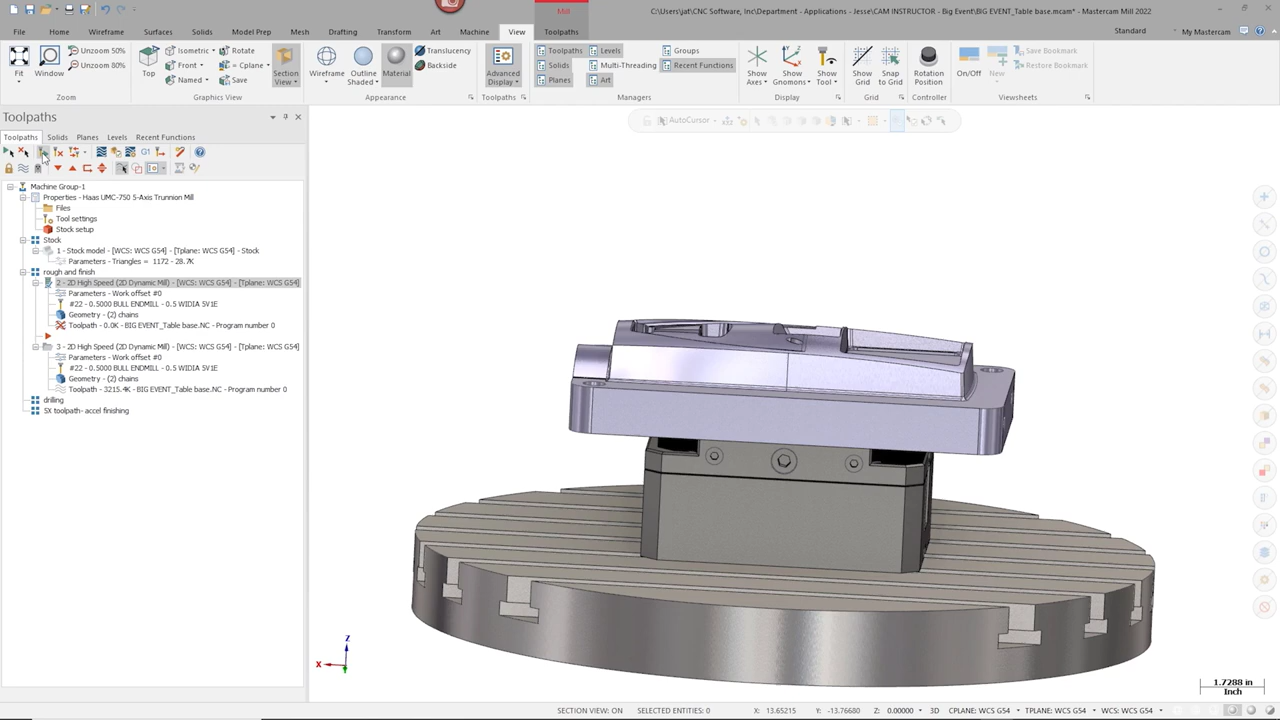 Mill
C:\Users\jat\CNC Software, Inc\Department - Applications - Jesse\CAM INSTRUCTOR - Big Event\BIG EVENT_Table base.mcam* - Mastercam Mill 2022
File Home Wireframe Surfaces Solids Model Prep Mesh Drafting Transform Art Machine View Toolpaths Standard My Mastercam
Fit Window Unzoom 50% Unzoom 80% Zoom
Top Isometric Front Named Rotate = Cplane Save Section View Graphics View
Wireframe Outline Shaded Material Translucency Backside Appearance
Advanced Display Toolpaths
Toolpaths Levels Groups
Solids Multi-Threading Recent Functions
Planes Art
Managers
Show Axes Show Gnomons Show Tool Display
Show Grid Snap to Grid Grid
Rotation Position Controller
On/Off New Save Bookmark Restore Bookmark Viewsheets
Toolpaths
Toolpaths Solids Planes Levels Recent Functions
G1
AutoCursor
Machine Group-1
Properties - Haas UMC-750 5-Axis Trunnion Mill
Files
Tool settings
Stock setup
Stock
1 - Stock model - [WCS: WCS G54] - [Tplane: WCS G54] - Stock
Parameters - Triangles = 1172 - 28.7K
rough and finish
2 - 2D High Speed (2D Dynamic Mill) - [WCS: WCS G54] - [Tplane: WCS G54]
Parameters - Work offset #0
#22 - 0.5000 BULL ENDMILL - 0.5 WIDIA SV1E
Geometry - (2) chains
Toolpath - 0.0K - BIG EVENT_Table base.NC - Program number 0
3 - 2D High Speed (2D Dynamic Mill) - [WCS: WCS G54] - [Tplane: WCS G54]
Parameters - Work offset #0
#22 - 0.5000 BULL ENDMILL - 0.5 WIDIA SV1E
Geometry - (2) chains
Toolpath - 3215.4K - BIG EVENT_Table base.NC - Program number 0
drilling
5X toolpath- accel finishing
Z
X
1.7288 in
Inch
SECTION VIEW: ON SELECTED ENTITIES: 0 X: 13.65215 Y: -13.76680 Z: 0.00000 3D CPLANE: WCS G54 TPLANE: WCS G54 WCS: WCS G54